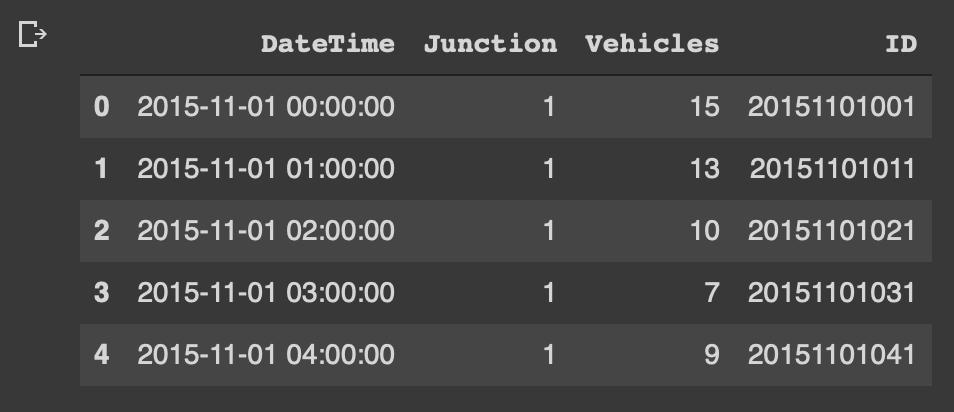 DateTime Junction Vehicles ID
0 2015-11-01 00:00:00 1 15 20151101001
1 2015-11-01 01:00:00 1 13 20151101011
2 2015-11-01 02:00:00 1 10 20151101021
3 2015-11-01 03:00:00 1 7 20151101031
4 2015-11-01 04:00:00 1 9 20151101041